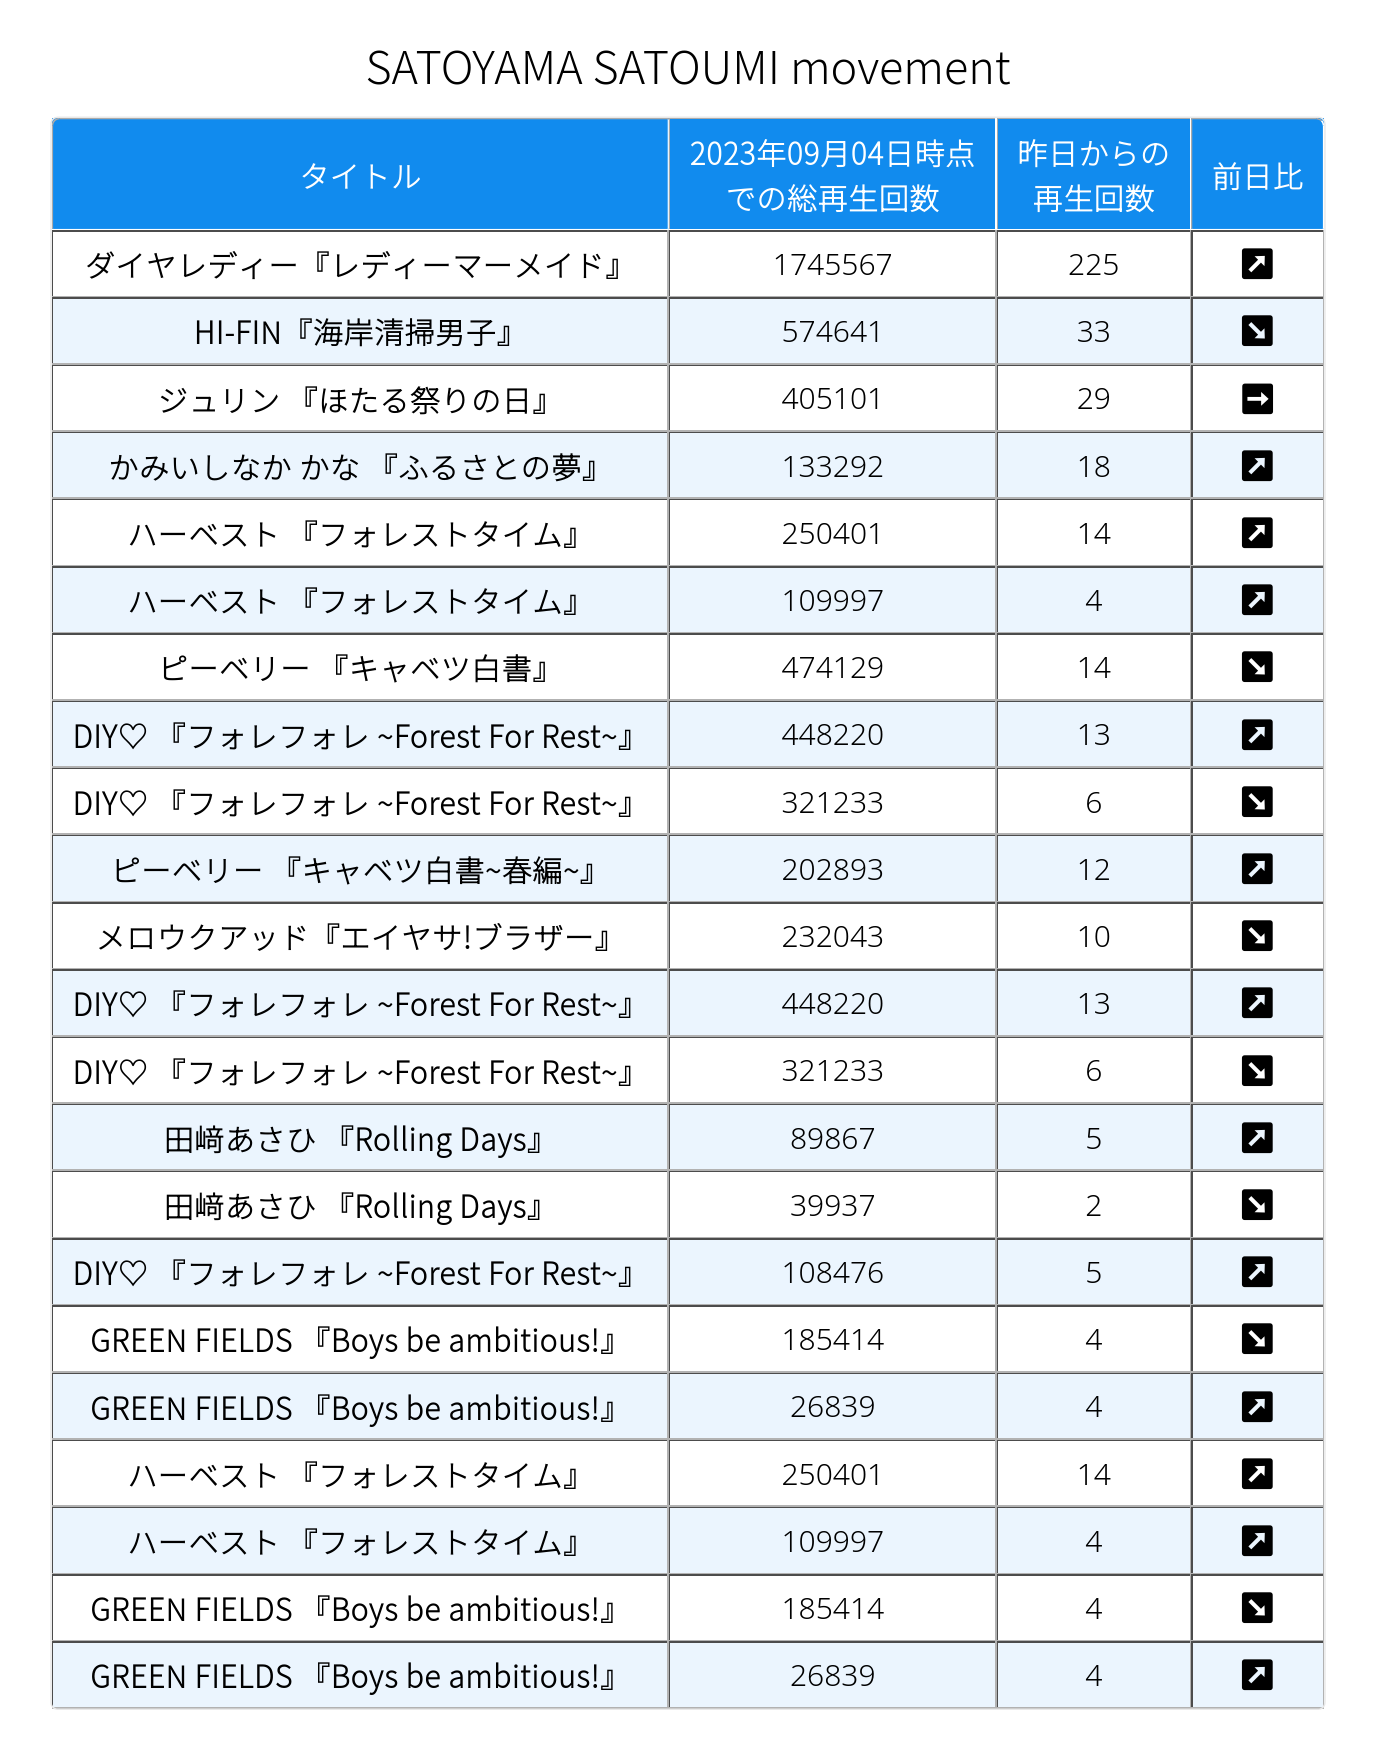 SATOYAMA SATOUMI movement
タイトル 2023年09月04日時点での総再生回数 昨日からの再生回数 前日比
ダイヤレディー『レディーマーメイド』 1745567 225 ↗
HI-FIN『海岸清掃男子』 574641 33 ↘
ジュリン 『ほたる祭りの日』 405101 29 →
かみいしなか かな 『ふるさとの夢』 133292 18 ↗
ハーベスト 『フォレストタイム』 250401 14 ↗
ハーベスト 『フォレストタイム』 109997 4 ↗
ピーベリー 『キャベツ白書』 474129 14 ↘
DIY♡ 『フォレフォレ ~Forest For Rest~』 448220 13 ↗
DIY♡ 『フォレフォレ ~Forest For Rest~』 321233 6 ↘
ピーベリー 『キャベツ白書~春編~』 202893 12 ↗
メロウクアッド『エイヤサ!ブラザー』 232043 10 ↘
DIY♡ 『フォレフォレ ~Forest For Rest~』 448220 13 ↗
DIY♡ 『フォレフォレ ~Forest For Rest~』 321233 6 ↘
田﨑あさひ 『Rolling Days』 89867 5 ↗
田﨑あさひ 『Rolling Days』 39937 2 ↘
DIY♡ 『フォレフォレ ~Forest For Rest~』 108476 5 ↗
GREEN FIELDS 『Boys be ambitious!』 185414 4 ↘
GREEN FIELDS 『Boys be ambitious!』 26839 4 ↗
ハーベスト 『フォレストタイム』 250401 14 ↗
ハーベスト 『フォレストタイム』 109997 4 ↗
GREEN FIELDS 『Boys be ambitious!』 185414 4 ↘
GREEN FIELDS 『Boys be ambitious!』 26839 4 ↗